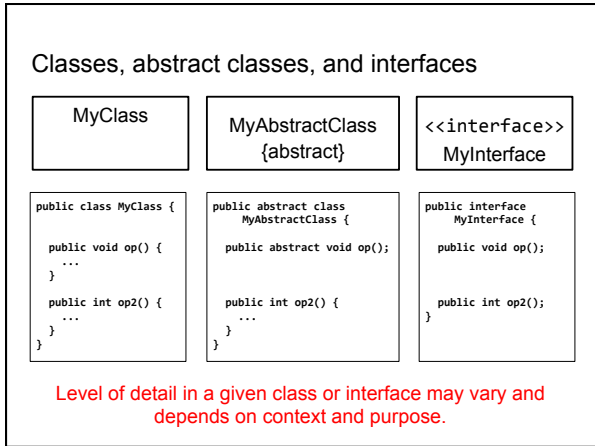 Classes, abstract classes, and interfaces
MyClass
MyAbstractClass
{abstract}
<<interface>>
MyInterface
public class MyClass {
public void op() {
...
}
public int op2() {
...
}
}
public abstract class
MyAbstractClass {
public abstract void op();
public int op2() {
...
}
}
public interface
MyInterface {
public void op();
public int op2();
}
Level of detail in a given class or interface may vary and
depends on context and purpose.